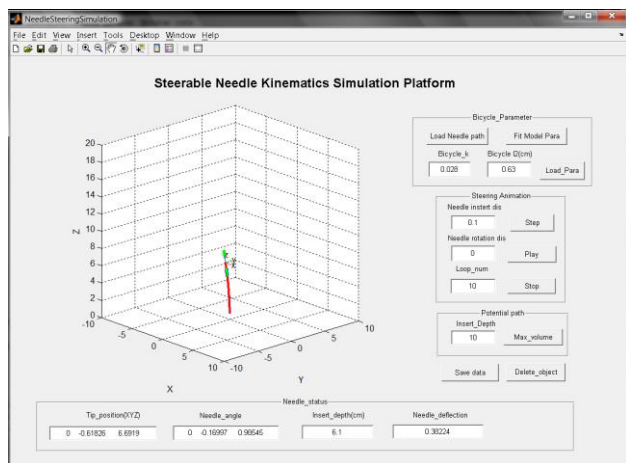 NeedleSteeringSimulation
File Edit View Insert Tools Desktop Window Help
Steerable Needle Kinematics Simulation Platform
Bicycle_Parameter
Load Needle path Fit Model Para
Bicycle_k Bicycle l2(cm)
0.028 0.63 Load_Para
Steering Animation
Needle instert dis
0.1 Step
Needle rotation dis
0 Play
Loop_num
10 Stop
Potential path
Insert_Depth
10 Max_volume
Save data Delete_object
20
18
16
14
12
10
8
6
4
2
0
Z
-10 -5 0 5 10
X
-10 -5 0 5 10
Y
Needle_status
Tip_position(XYZ) Needle_angle Insert_depth(cm) Needle_deflection
0 -0.61826 6.6919 0 -0.16997 0.98545 6.1 0.38224